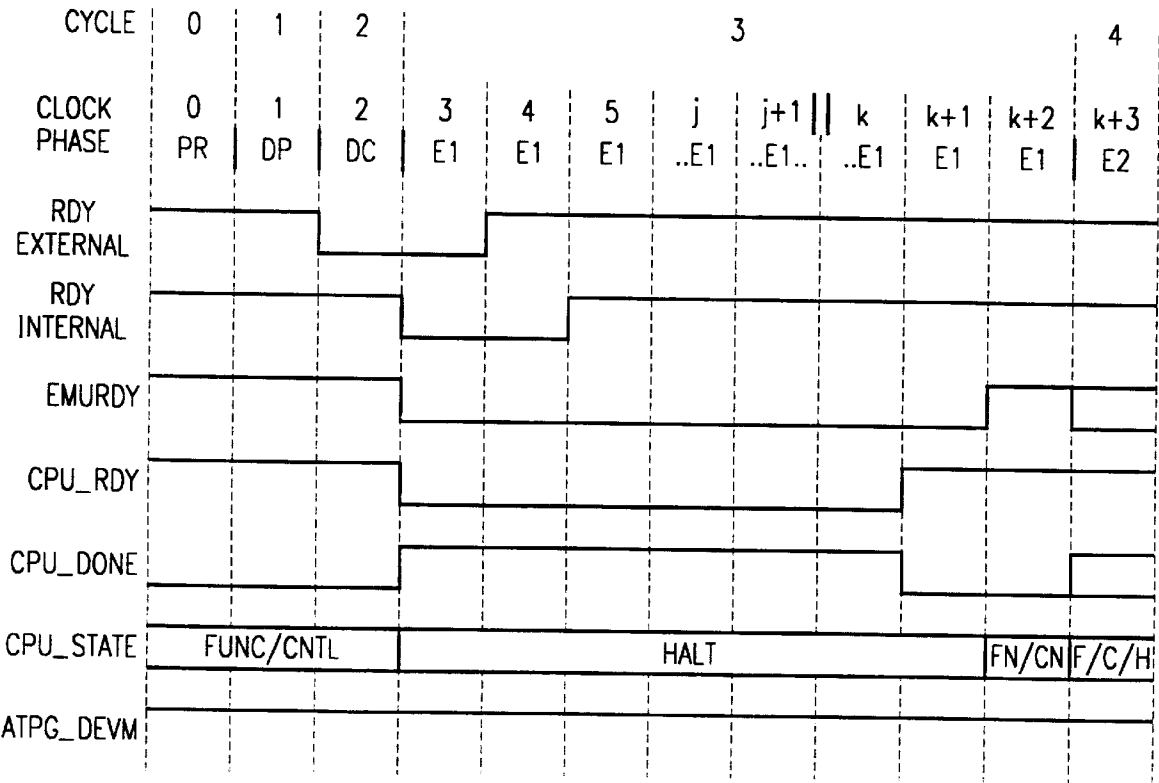 CYCLE 0 1 2 3 4
CLOCK PHASE 0 1 2 3 4 5 j j+1 k k+1 k+2 k+3
PR DP DC E1 E1 E1 ..E1 ..E1.. ..E1 E1 E1 E2
RDY
EXTERNAL
RDY
INTERNAL
EMURDY
CPU_RDY
CPU_DONE
CPU_STATE FUNC/CNTL HALT FN/CN F/C/H
ATPG_DEVM